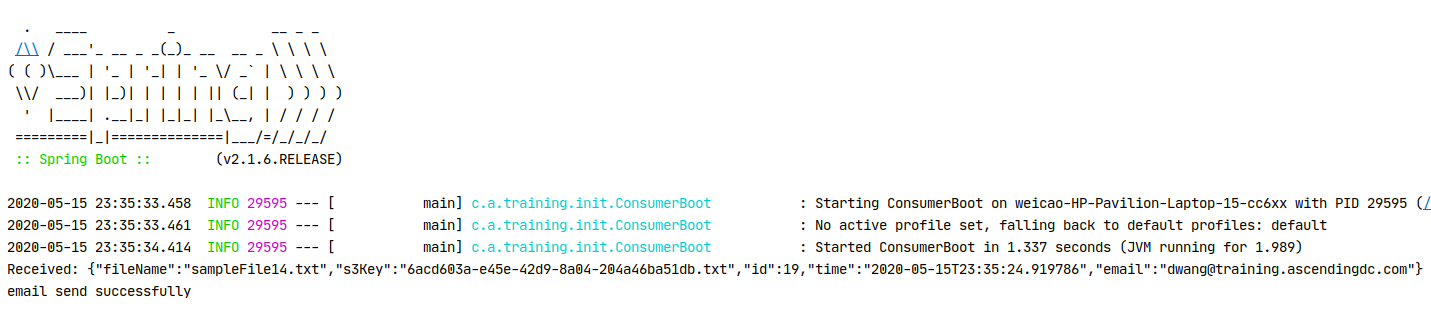 .   ____          _            __ _ _
 /\\ / ___'_ __ _ _(_)_ __  __ _ \ \ \ \
( ( )\___ | '_ | '_| | '_ \/ _` | \ \ \ \
 \\/  ___)| |_)| | | | | || (_| |  ) ) ) )
  '  |____| .__|_| |_|_| |_\__, | / / / /
 =========|_|==============|___/=/_/_/_/
 :: Spring Boot ::        (v2.1.6.RELEASE)
2020-05-15 23:35:33.458  INFO 29595 --- [           main] c.a.training.init.ConsumerBoot           : Starting ConsumerBoot on weicao-HP-Pavilion-Laptop-15-cc6xx with PID 29595 (/
2020-05-15 23:35:33.461  INFO 29595 --- [           main] c.a.training.init.ConsumerBoot           : No active profile set, falling back to default profiles: default
2020-05-15 23:35:34.414  INFO 29595 --- [           main] c.a.training.init.ConsumerBoot           : Started ConsumerBoot in 1.337 seconds (JVM running for 1.989)
Received: {"fileName":"sampleFile14.txt","s3Key":"6acd603a-e45e-42d9-8a04-204a46ba51db.txt","id":19,"time":"2020-05-15T23:35:24.919786","email":"dwang@training.ascendingdc.com"}
email send successfully